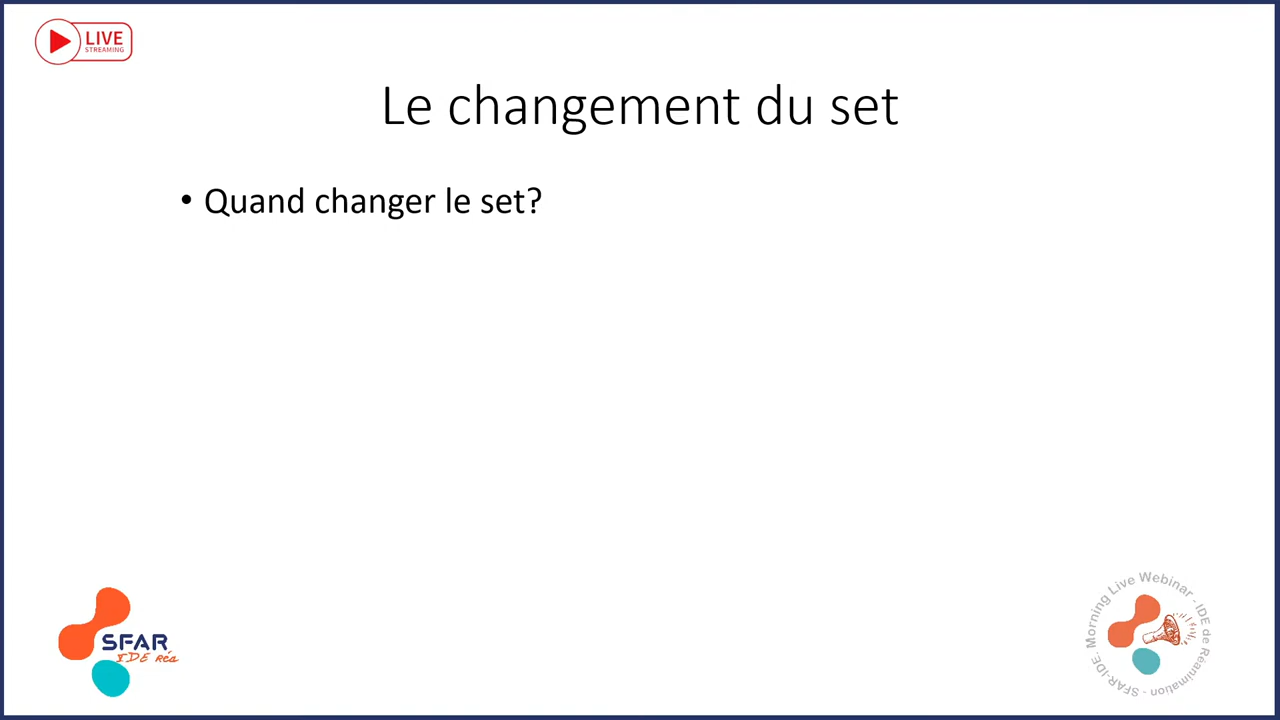 LIVE
STREAMING
Le changement du set
• Quand changer le set?
SFAR
IDE Réa
SFAR-IDE. Morning Live Webinar - IDE de Réanimation -